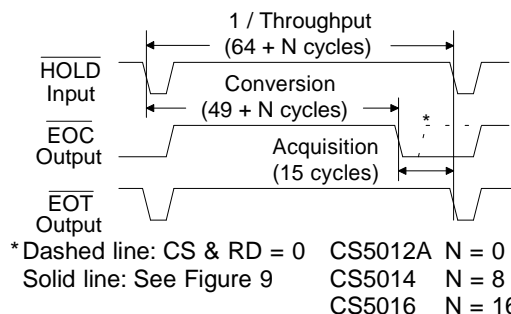 1 / Throughput
(64 + N cycles)
HOLD
Input
Conversion
(49 + N cycles)
*
EOC
Output
Acquisition
(15 cycles)
EOT
Output
*Dashed line: CS & RD = 0 CS5012A N = 0
Solid line: See Figure 9 CS5014 N = 8
CS5016 N = 16